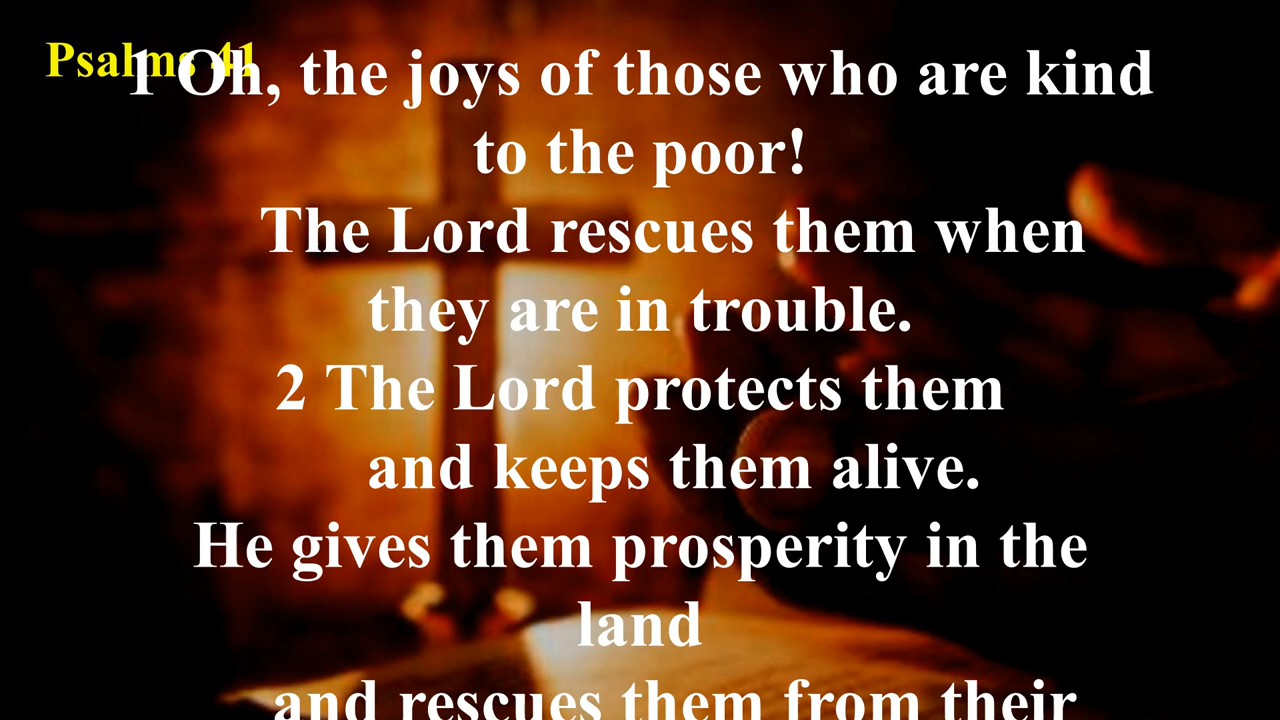 Psalms 41
1 Oh, the joys of those who are kind
to the poor!
The Lord rescues them when
they are in trouble.
2 The Lord protects them
and keeps them alive.
He gives them prosperity in the
land
and rescues them from their